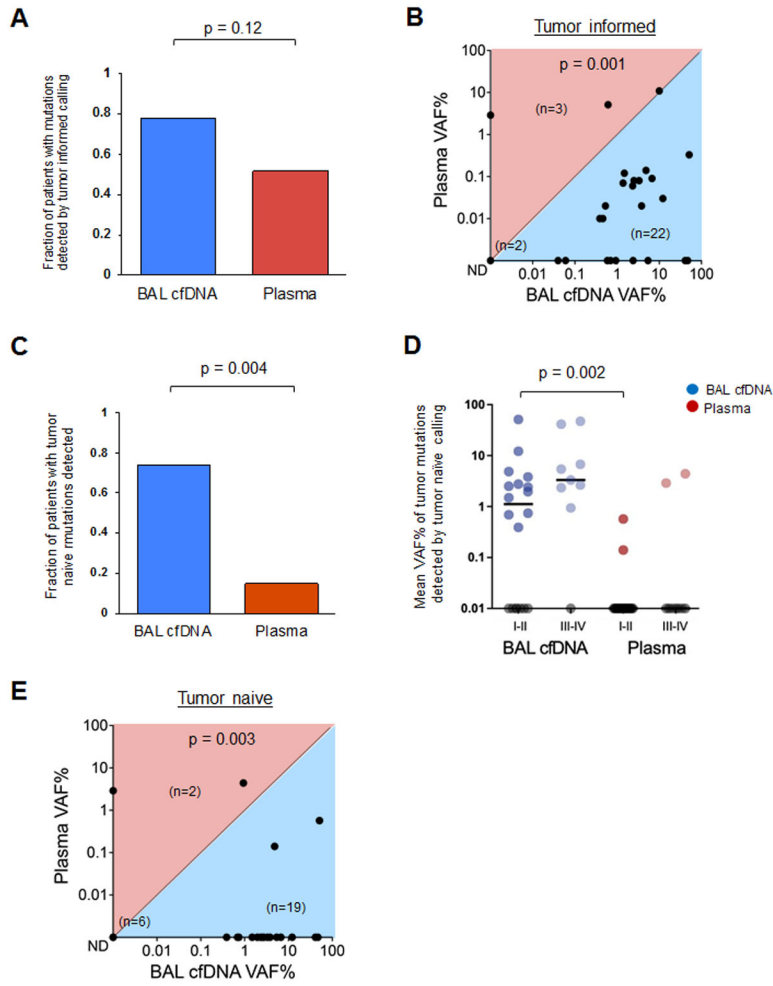 A
p = 0.12
Fraction of patients with mutations
detected by tumor informed calling
1
0.8
0.6
0.4
0.2
0
BAL cfDNA
Plasma
B
Tumor informed
p = 0.001
Plasma VAF%
100
10
1
0.1
0.01
ND
(n=3)
(n=2)
(n=22)
0.01
0.1
1
10
100
BAL cfDNA VAF%
C
p = 0.004
Fraction of patients with tumor
naive rmutations detected
1
0.8
0.6
0.4
0.2
0
BAL cfDNA
Plasma
D
p = 0.002
BAL cfDNA
Plasma
Mean VAF% of tumor mutations
detected by tumor naïve calling
100
10
1
0.1
0.01
I-II
III-IV
I-II
III-IV
BAL cfDNA
Plasma
E
Tumor naive
p = 0.003
Plasma VAF%
100
10
1
0.1
0.01
ND
(n=2)
(n=6)
(n=19)
0.01
0.1
1
10
100
BAL cfDNA VAF%